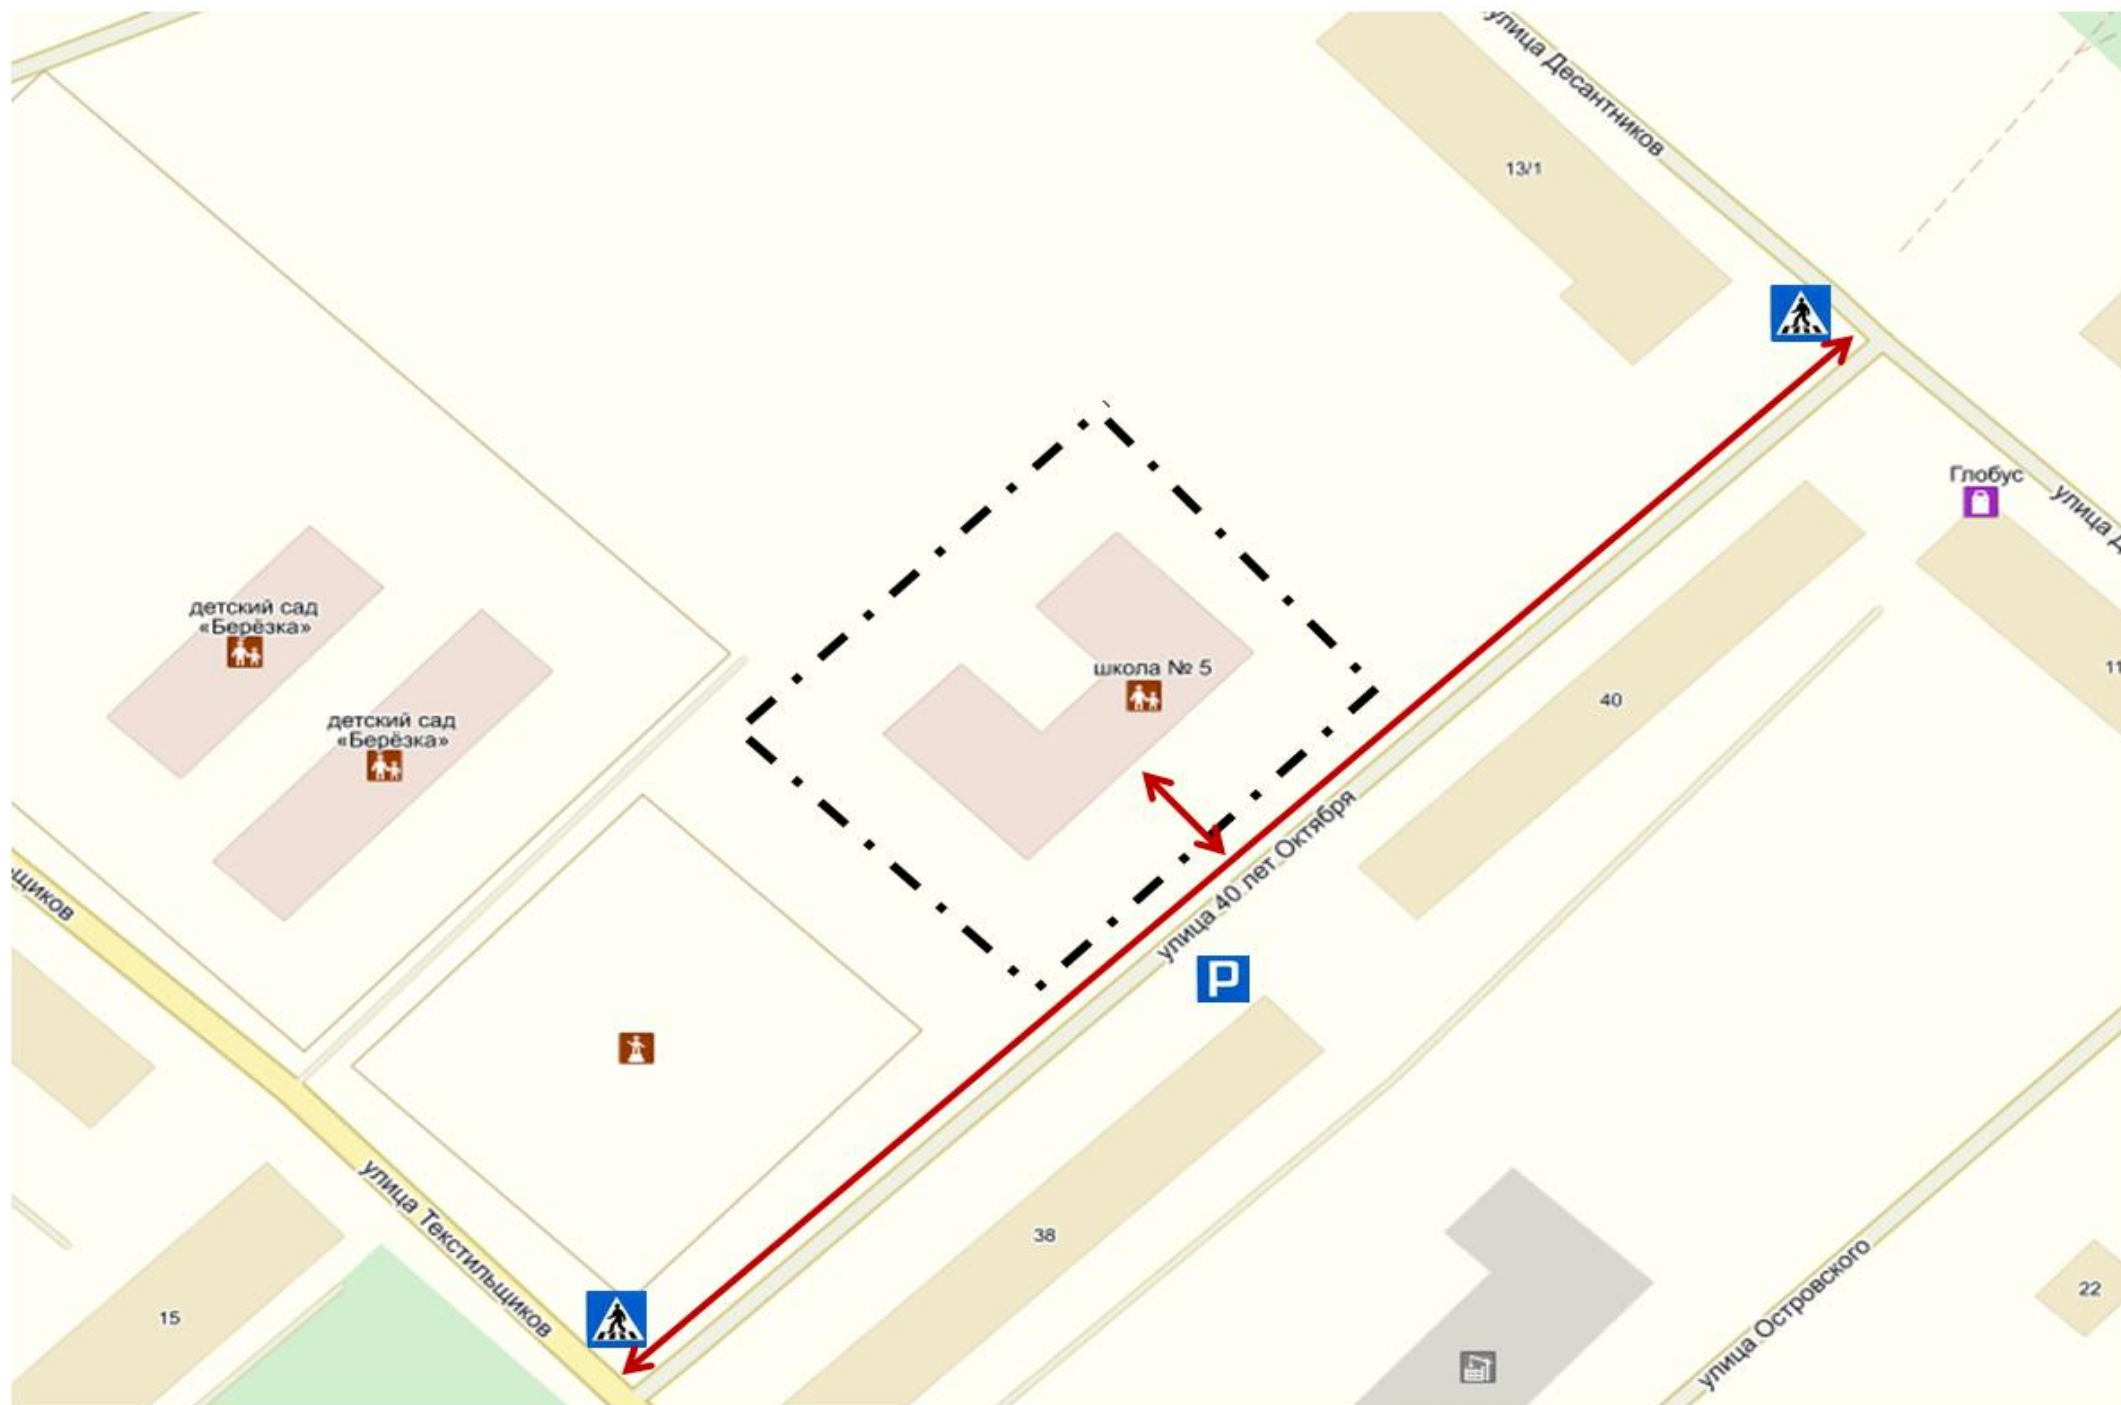 улица Десантников
13/1
Глобус
улица Д
детский сад
«Берёзка»
школа № 5
11
40
детский сад
«Берёзка»
улица 40 лет Октября
щиков
P
улица Текстильщиков
38
улица Островского
22
15